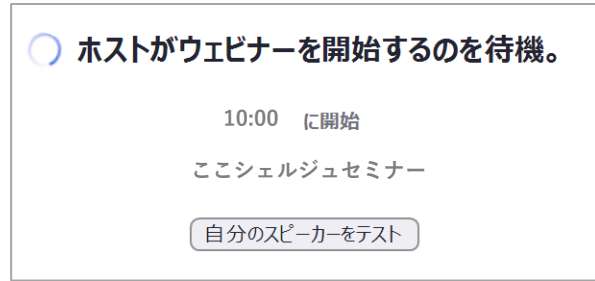 ホストがウェビナーを開始するのを待機。
10:00 に開始
ここシェルジュセミナー
自分のスピーカーをテスト